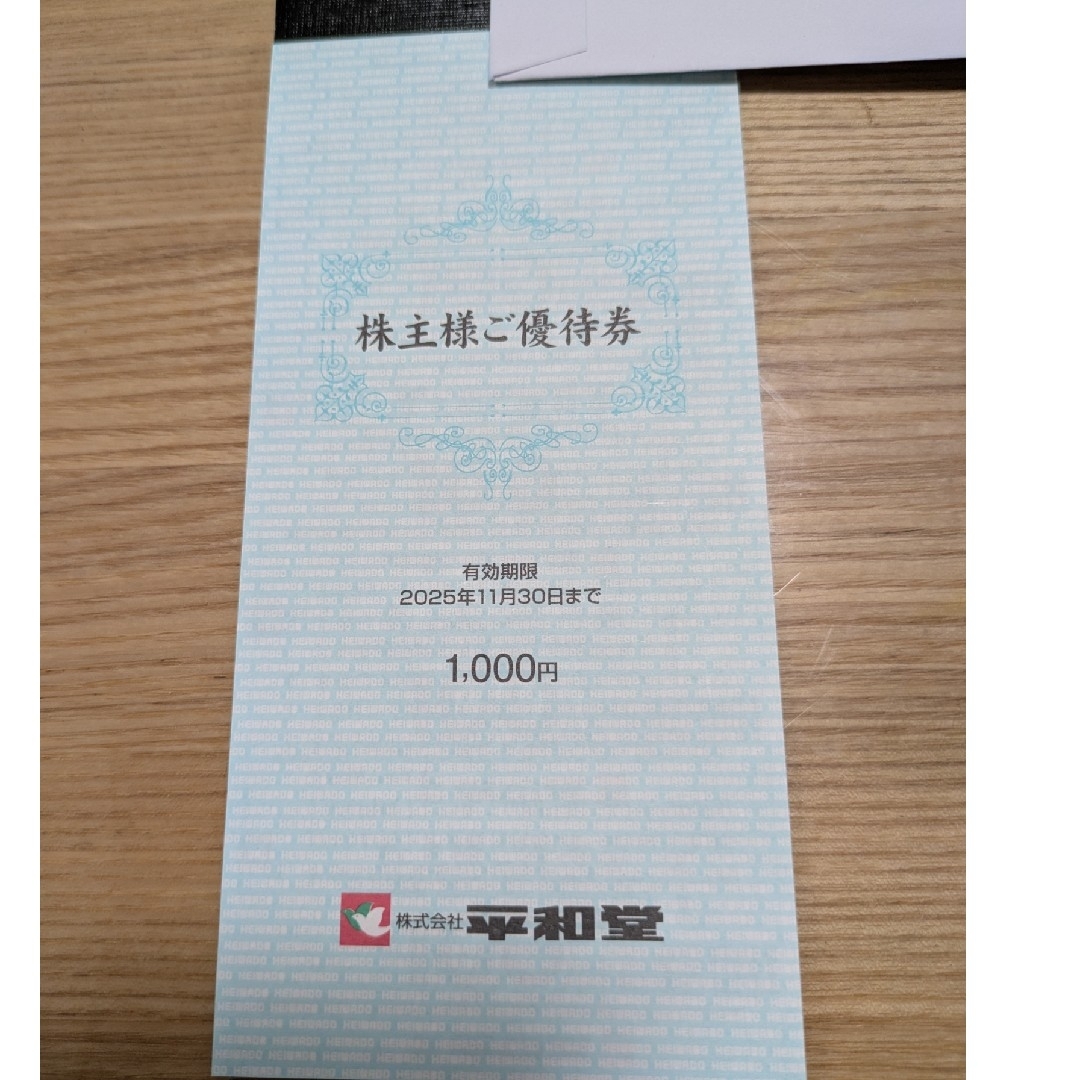 株主様ご優待券
有効期限
2025年11月30日まで
1,000円
株式会社 平和堂